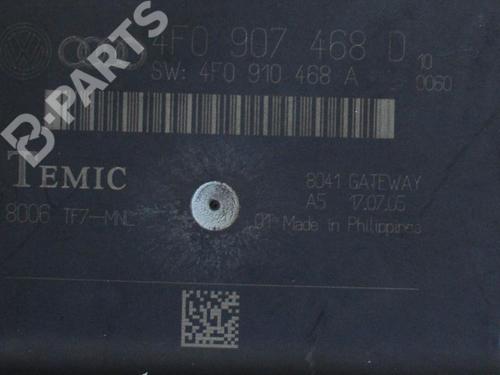 4F0 907 468 D
SW: 4F0 910 468 A
10
0060
B-PARTS
TEMIC
8041 GATEWAY
A5 17.07.05
8006 TF7-MNL
01 Made in Philippines